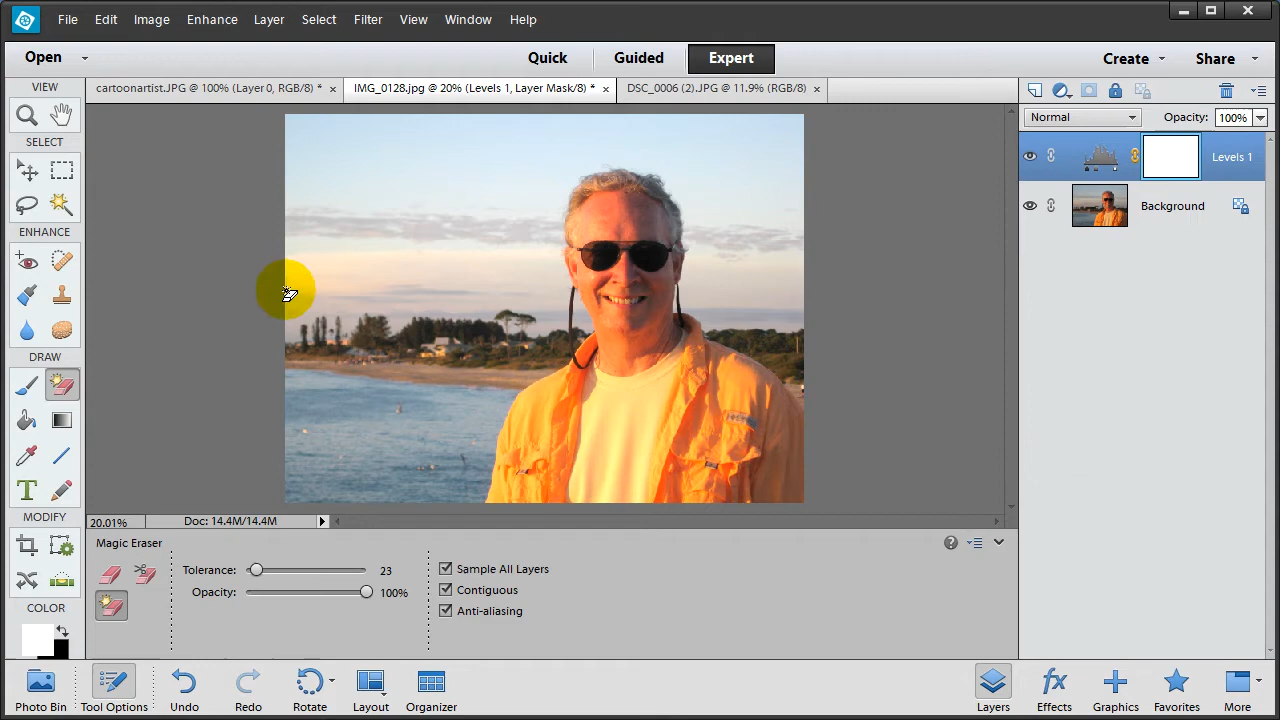 File Edit Image Enhance Layer Select Filter View Window Help
Open Quick Guided Expert Create Share
cartoonartist.JPG @ 100% (Layer 0, RGB/8) * × IMG_0128.jpg @ 20% (Levels 1, Layer Mask/8) * × DSC_0006 (2).JPG @ 11.9% (RGB/8) ×
VIEW
SELECT
ENHANCE
DRAW
MODIFY
COLOR
Normal Opacity: 100%
Levels 1
Background
20.01% Doc: 14.4M/14.4M
Magic Eraser
Tolerance: 23
Opacity: 100%
Sample All Layers
Contiguous
Anti-aliasing
Photo Bin Tool Options Undo Redo Rotate Layout Organizer Layers Effects Graphics Favorites More